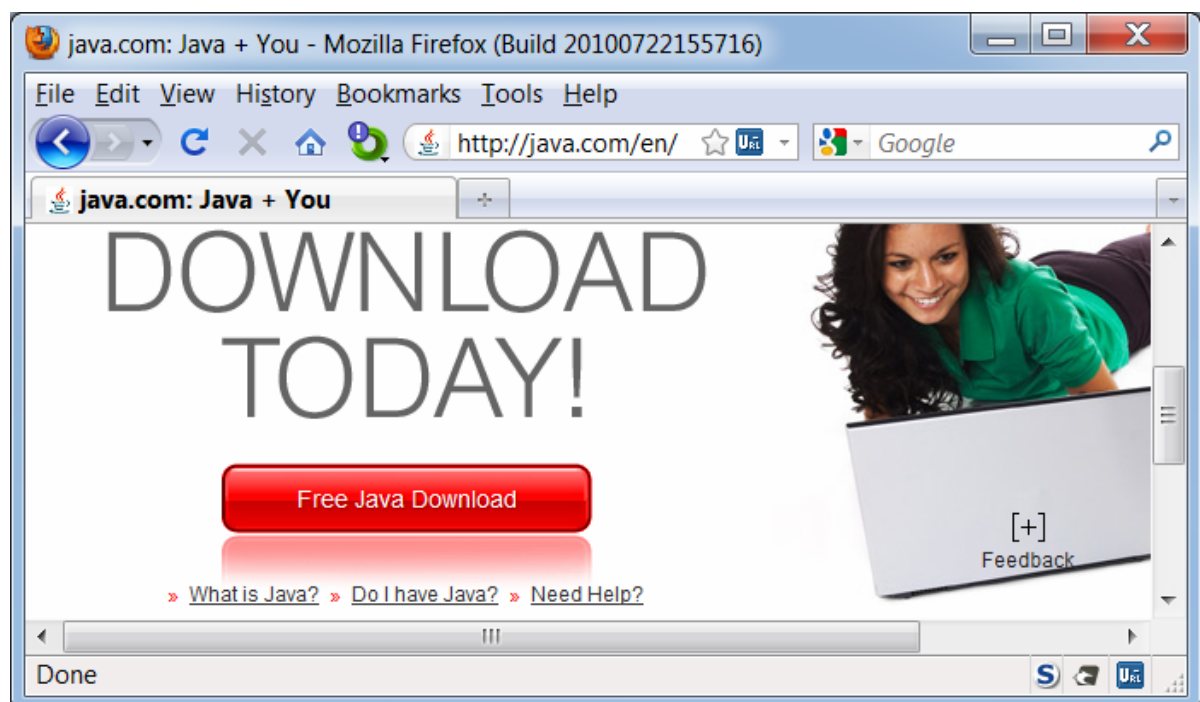 java.com: Java + You - Mozilla Firefox (Build 20100722155716)
File Edit View History Bookmarks Tools Help
http://java.com/en/ URL Google
java.com: Java + You
DOWNLOAD
TODAY!
Free Java Download
[+]
Feedback
» What is Java? » Do I have Java? » Need Help?
Done S URL